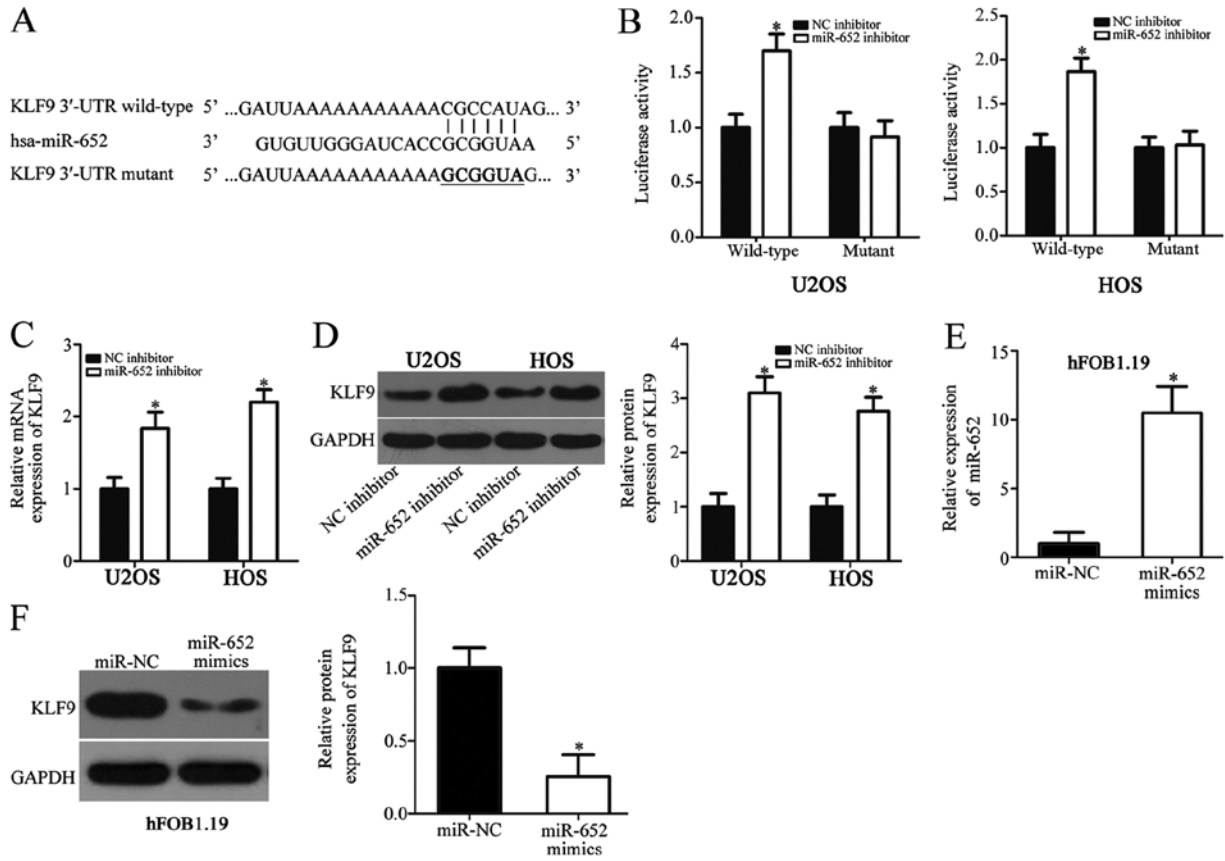 A
KLF9 3′-UTR wild-type 5′ ...GAUUAAAAAAAAAAACGCCAUAG... 3′
hsa-miR-652 3′ GUGUUGGGAUCACCGCGGUAA 5′
KLF9 3′-UTR mutant 5′ ...GAUUAAAAAAAAAAAGCGGUAG... 3′
B
Luciferase activity
2.0
1.5
1.0
0.5
0.0
NC inhibitor
miR-652 inhibitor
*
Wild-type
Mutant
U2OS
Luciferase activity
2.5
2.0
1.5
1.0
0.5
0.0
NC inhibitor
miR-652 inhibitor
*
Wild-type
Mutant
HOS
C
Relative mRNA
expression of KLF9
3
2
1
0
NC inhibitor
miR-652 inhibitor
*
*
U2OS
HOS
D
U2OS
HOS
KLF9
GAPDH
NC inhibitor
miR-652 inhibitor
NC inhibitor
miR-652 inhibitor
Relative protein
expression of KLF9
4
3
2
1
0
NC inhibitor
miR-652 inhibitor
*
*
U2OS
HOS
E
hFOB1.19
Relative expression
of miR-652
15
10
5
0
*
miR-NC
miR-652
mimics
F
miR-NC
miR-652
mimics
KLF9
GAPDH
hFOB1.19
Relative protein
expression of KLF9
1.5
1.0
0.5
0.0
*
miR-NC
miR-652
mimics